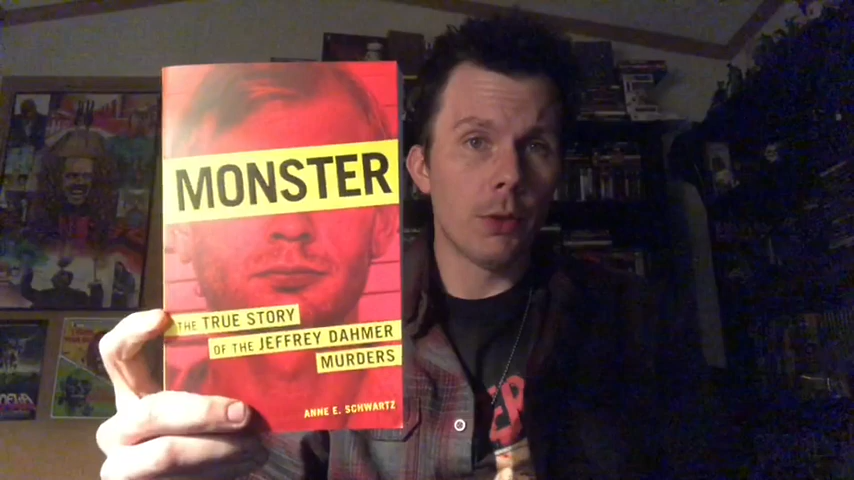 MONSTER
THE TRUE STORY
OF THE JEFFREY DAHMER
MURDERS
ANNE E. SCHWARTZ